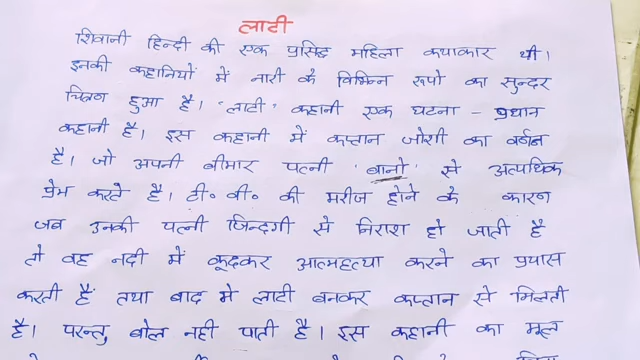 लाटी
शिवानी हिन्दी की एक प्रसिद्ध महिला कथाकार थी।
इनकी कहानियों में नारी के विभिन्न रूपो का सुन्दर
चित्रण हुआ है। 'लाटी' कहानी एक घटना - प्रधान
कहानी है। इस कहानी में कप्तान जोशी का वर्णन
है। जो अपनी बीमार पत्नी 'बानो' से अत्यधिक
प्रेम करते है। टी० वी० की मरीज होने के कारण
जब उनकी पत्नी जिन्दगी से निराश हो जाती है
तो वह नदी में कूदकर आत्महत्या करने का प्रयास
करती हैं तथा बाद मे लाटी बनकर कप्तान से मिलती
है। परन्तु बोल नही पाती है। इस कहानी का मूल